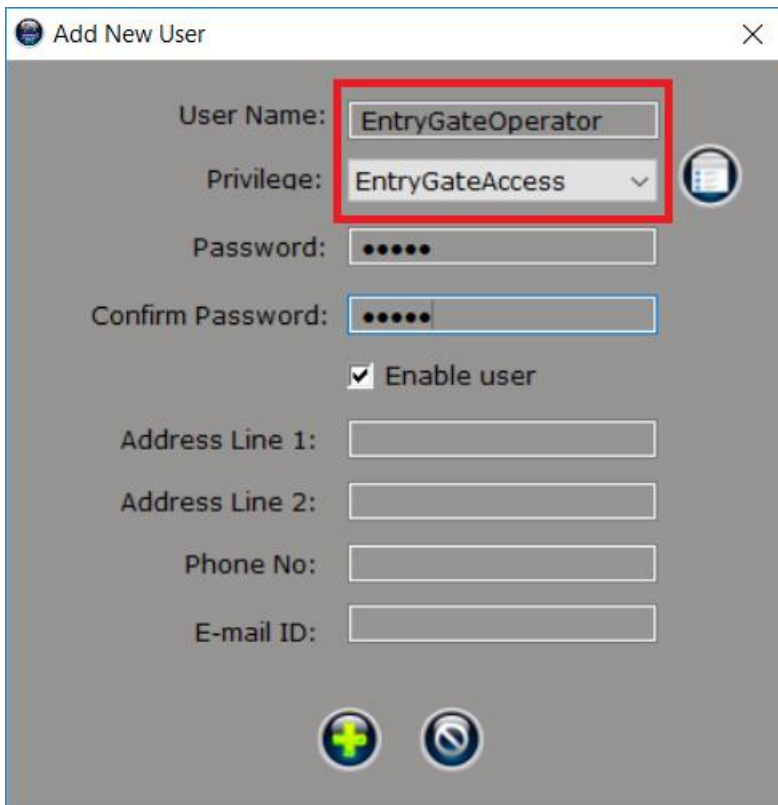 Add New User
User Name: EntryGateOperator
Privilege: EntryGateAccess
Password: •••••
Confirm Password: •••••
Enable user
Address Line 1:
Address Line 2:
Phone No:
E-mail ID: